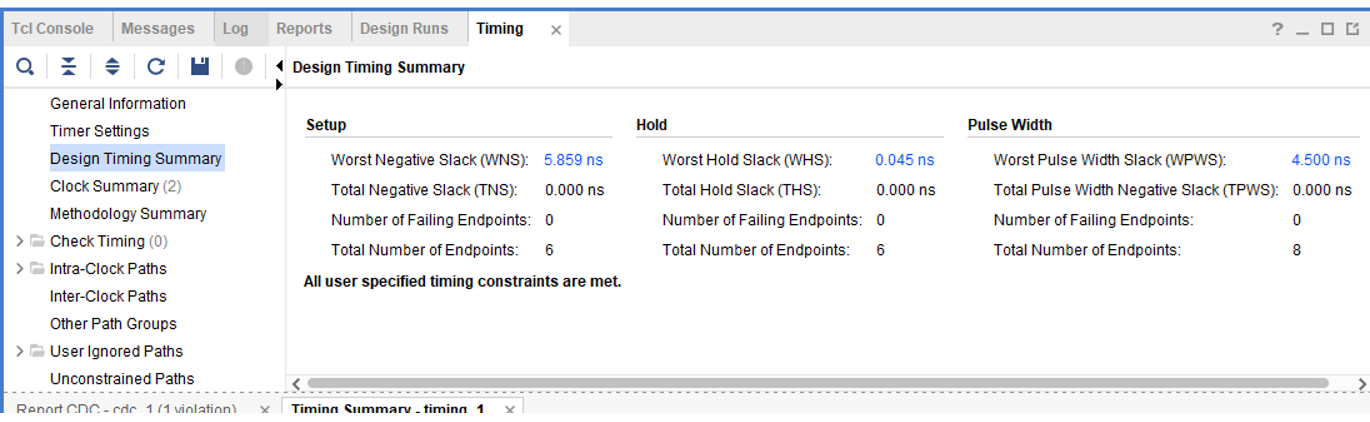 Tcl Console Messages Log Reports Design Runs Timing
Design Timing Summary
General Information
Timer Settings
Design Timing Summary
Clock Summary (2)
Methodology Summary
Check Timing (0)
Intra-Clock Paths
Inter-Clock Paths
Other Path Groups
User Ignored Paths
Unconstrained Paths
Setup Hold Pulse Width
Worst Negative Slack (WNS): 5.859 ns Worst Hold Slack (WHS): 0.045 ns Worst Pulse Width Slack (WPWS): 4.500 ns
Total Negative Slack (TNS): 0.000 ns Total Hold Slack (THS): 0.000 ns Total Pulse Width Negative Slack (TPWS): 0.000 ns
Number of Failing Endpoints: 0 Number of Failing Endpoints: 0 Number of Failing Endpoints: 0
Total Number of Endpoints: 6 Total Number of Endpoints: 6 Total Number of Endpoints: 8
All user specified timing constraints are met.
Report CDC - cdc_1 (1 violation) Timing Summary - timing_1